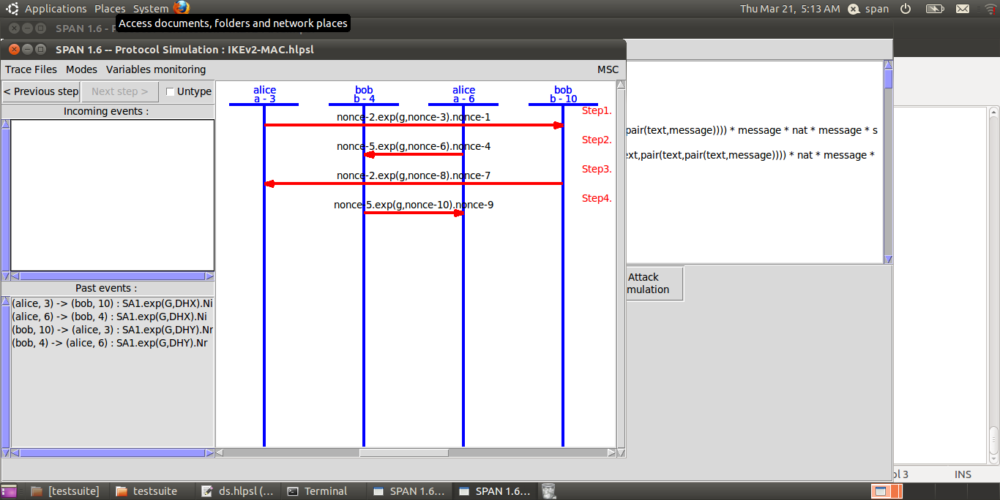 Applications Places System Thu Mar 21, 5:13 AM span
Access documents, folders and network places
SPAN 1.6 -
SPAN 1.6 -- Protocol Simulation : IKEv2-MAC.hlpsl
Trace Files Modes Variables monitoring MSC
< Previous step Next step > Untype
Incoming events :
alice bob alice bob
a - 3 b - 4 a - 6 b - 10
Step1.
nonce-2.exp(g,nonce-3).nonce-1
Step2.
nonce-5.exp(g,nonce-6).nonce-4
Step3.
nonce-2.exp(g,nonce-8).nonce-7
Step4.
nonce-5.exp(g,nonce-10).nonce-9
pair(text,message)))) * message * nat * message * s
ext,pair(text,pair(text,message)))) * nat * message *
Attack
mulation
Past events :
(alice, 3) -> (bob, 10) : SA1.exp(G,DHX).Ni
(alice, 6) -> (bob, 4) : SA1.exp(G,DHX).Ni
(bob, 10) -> (alice, 3) : SA1.exp(G,DHY).Nr
(bob, 4) -> (alice, 6) : SA1.exp(G,DHY).Nr
ol 3 INS
[testsuite] testsuite ds.hlpsl (... Terminal SPAN 1.6... SPAN 1.6...